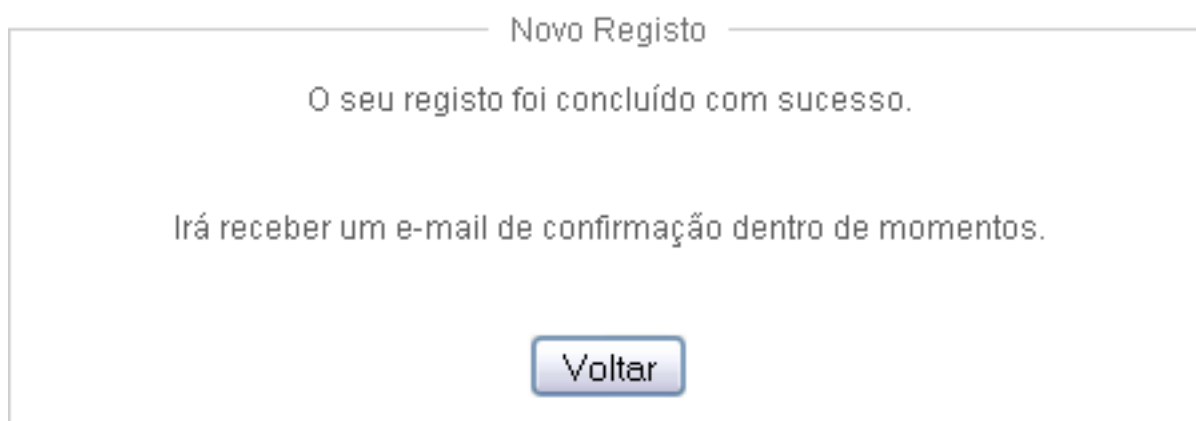 Novo Registo
O seu registo foi concluído com sucesso.
Irá receber um e-mail de confirmação dentro de momentos.
Voltar